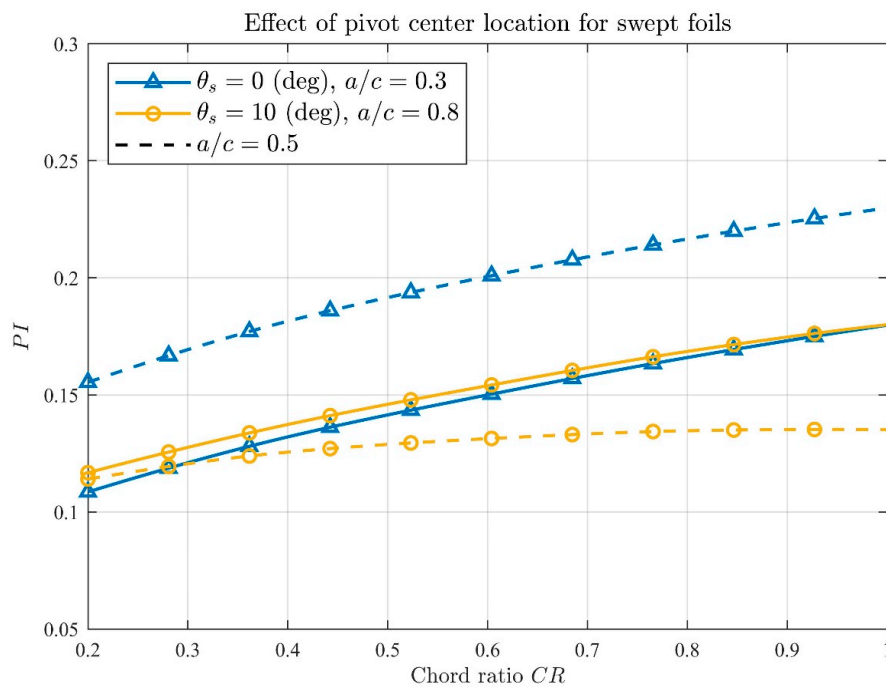 Effect of pivot center location for swept foils
θₛ = 0 (deg), a/c = 0.3
θₛ = 10 (deg), a/c = 0.8
a/c = 0.5
PI
0.3
0.25
0.2
0.15
0.1
0.05
0.2 0.3 0.4 0.5 0.6 0.7 0.8 0.9 1
Chord ratio CR